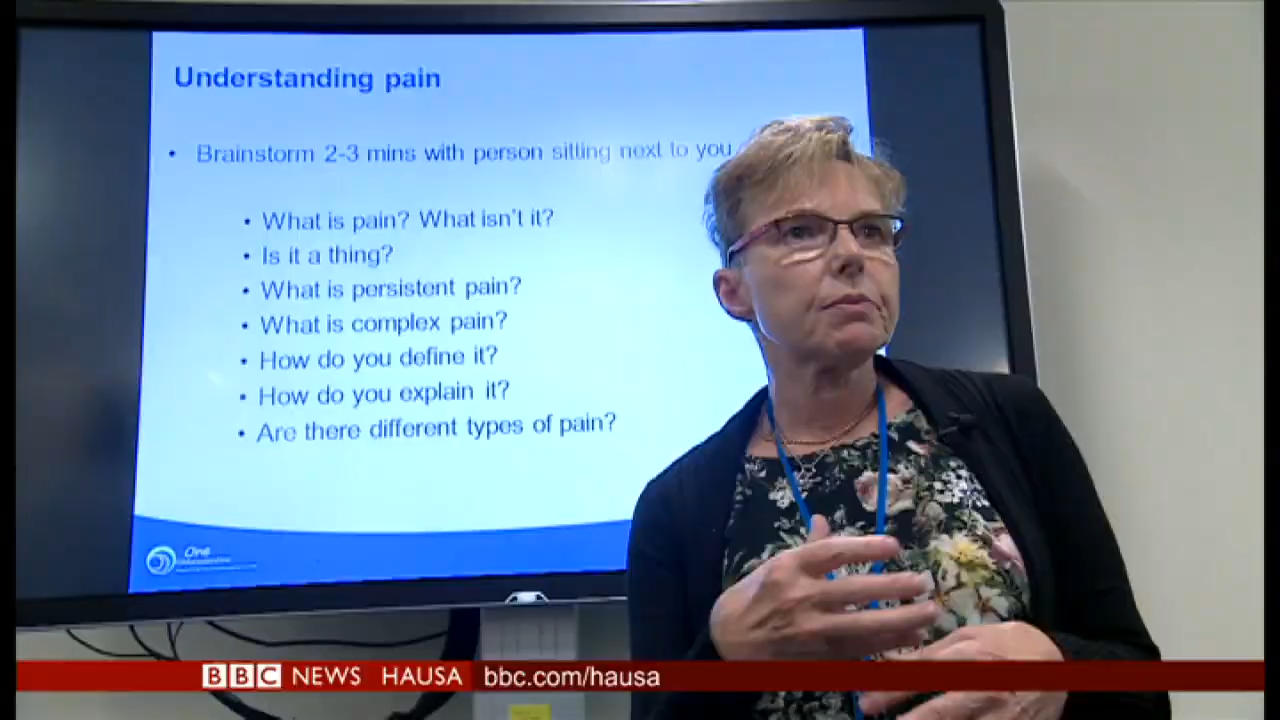 Understanding pain
• Brainstorm 2-3 mins with person sitting next to you
• What is pain? What isn't it?
• Is it a thing?
• What is persistent pain?
• What is complex pain?
• How do you define it?
• How do you explain it?
• Are there different types of pain?
One
BBC NEWS HAUSA bbc.com/hausa